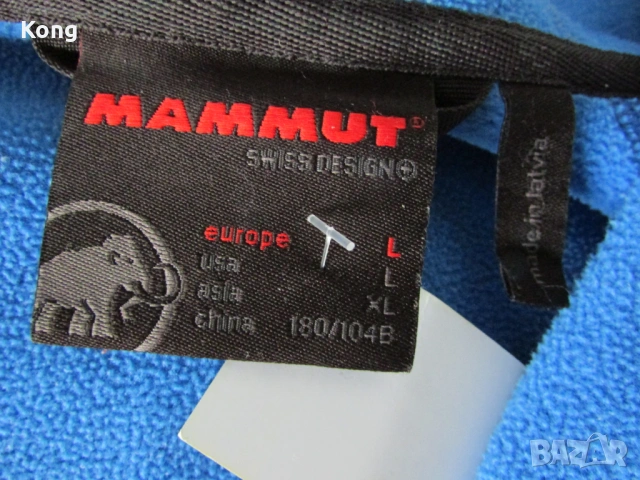 Kong
MAMMUT
SWISS DESIGN
europe L
usa L
asia XL
china 180/104B
made in latvia
BAZAR